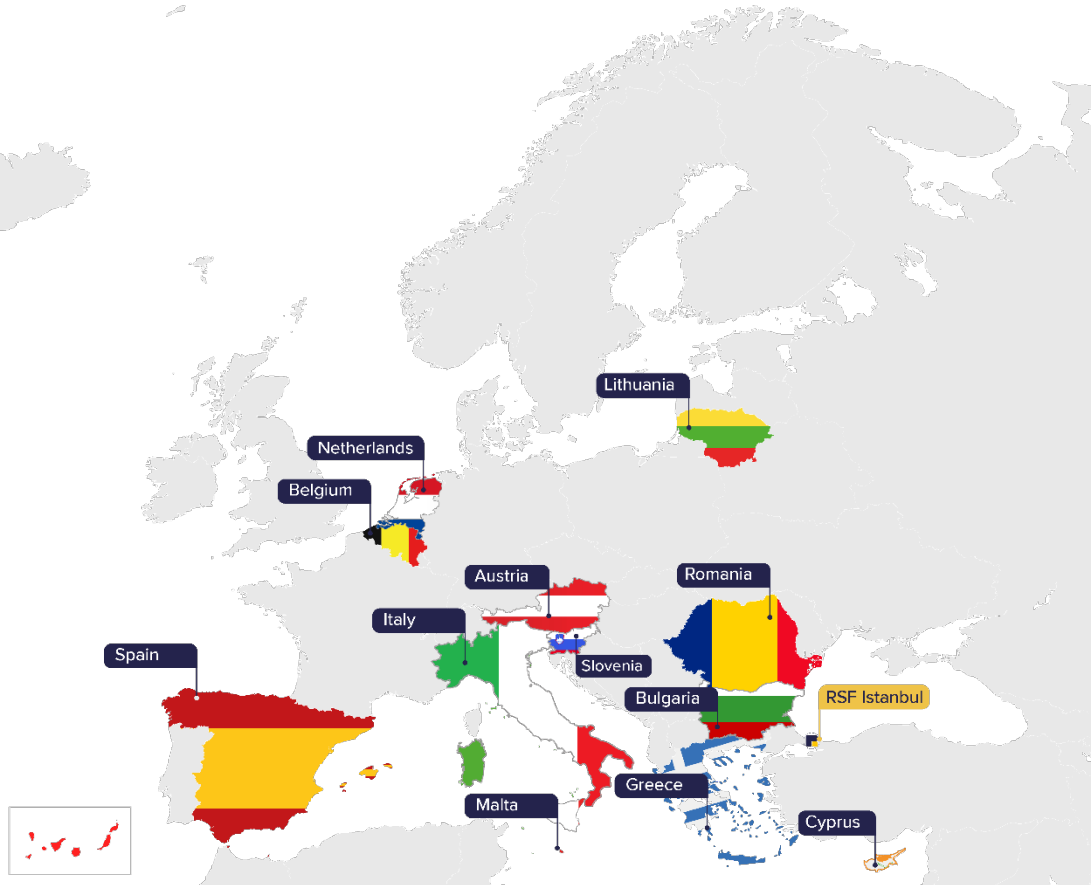 Lithuania
Netherlands
Belgium
Austria
Romania
Italy
Spain
Slovenia
Bulgaria
RSF Istanbul
Greece
Malta
Cyprus